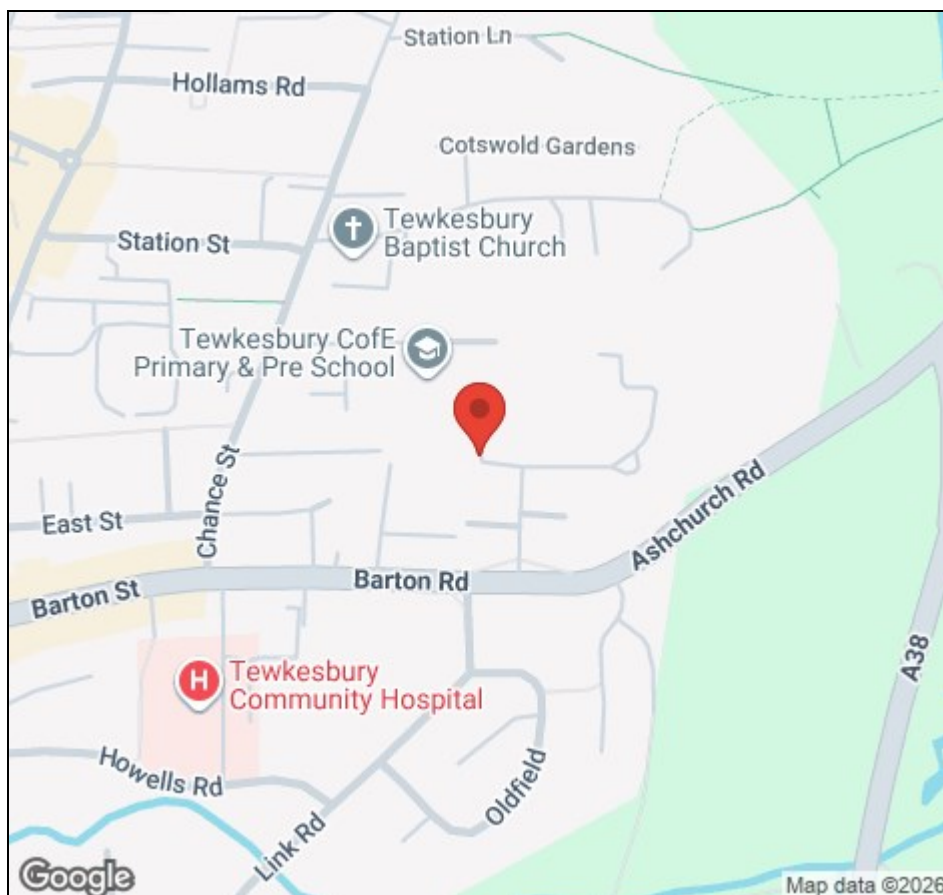 Station Ln
Hollams Rd
Cotswold Gardens
Tewkesbury
Baptist Church
Station St
Tewkesbury CofE
Primary & Pre School
Chance St
Ashchurch Rd
East St
Barton Rd
Barton St
A38
Tewkesbury
Community Hospital
H
Howells Rd
Oldfield
Link Rd
Google
Map data ©2026